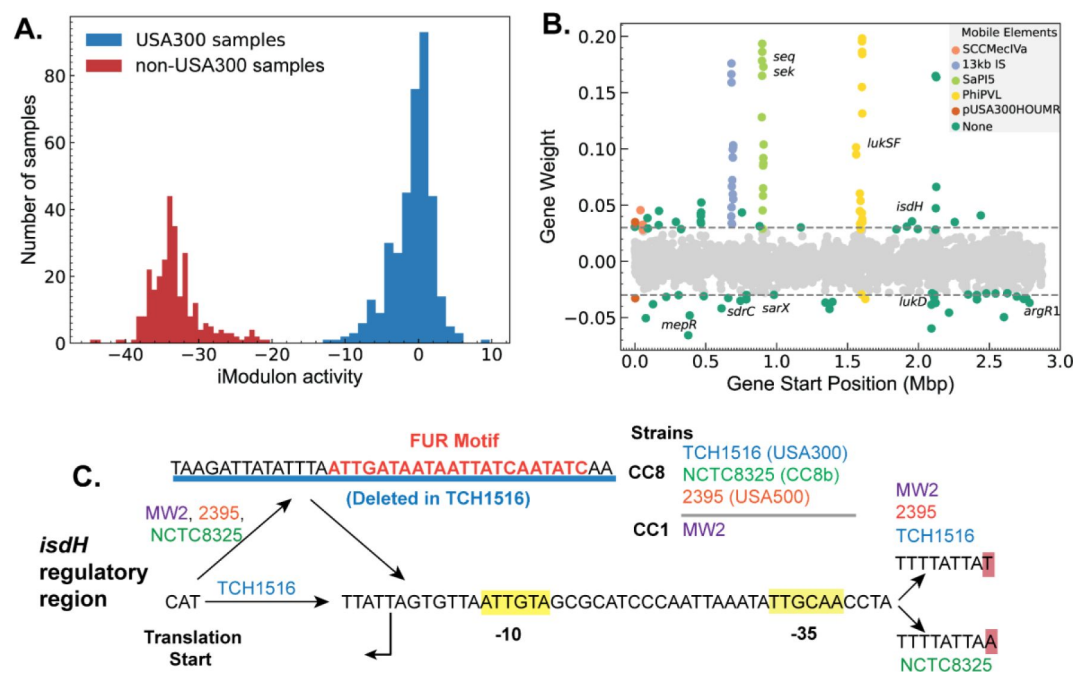 A.
USA300 samples
non-USA300 samples
80
60
40
20
0
Number of samples
−40
−30
−20
−10
0
10
iModulon activity
B.
0.20
0.15
0.10
0.05
0.00
−0.05
Gene Weight
Mobile Elements
SCCMecIVa
13kb IS
SaPI5
PhiPVL
pUSA300HOUMR
None
seq
sek
lukSF
isdH
mepR
sdrC
sarX
lukD
argR1
0.0
0.5
1.0
1.5
2.0
2.5
3.0
Gene Start Position (Mbp)
C.
FUR Motif
TAAGATTATATTTAATTGATAATAATTATCAATATCAA
(Deleted in TCH1516)
MW2, 2395,
NCTC8325
isdH
regulatory
region
TCH1516
CAT
Translation
Start
TTATTAGTGTTAATTGTAGCGCATCCCAATTAAATATTGCAACCTA
-10
-35
Strains
CC8
TCH1516 (USA300)
NCTC8325 (CC8b)
2395 (USA500)
CC1
MW2
MW2
2395
TCH1516
TTTTATTAT
TTTTATTAA
NCTC8325